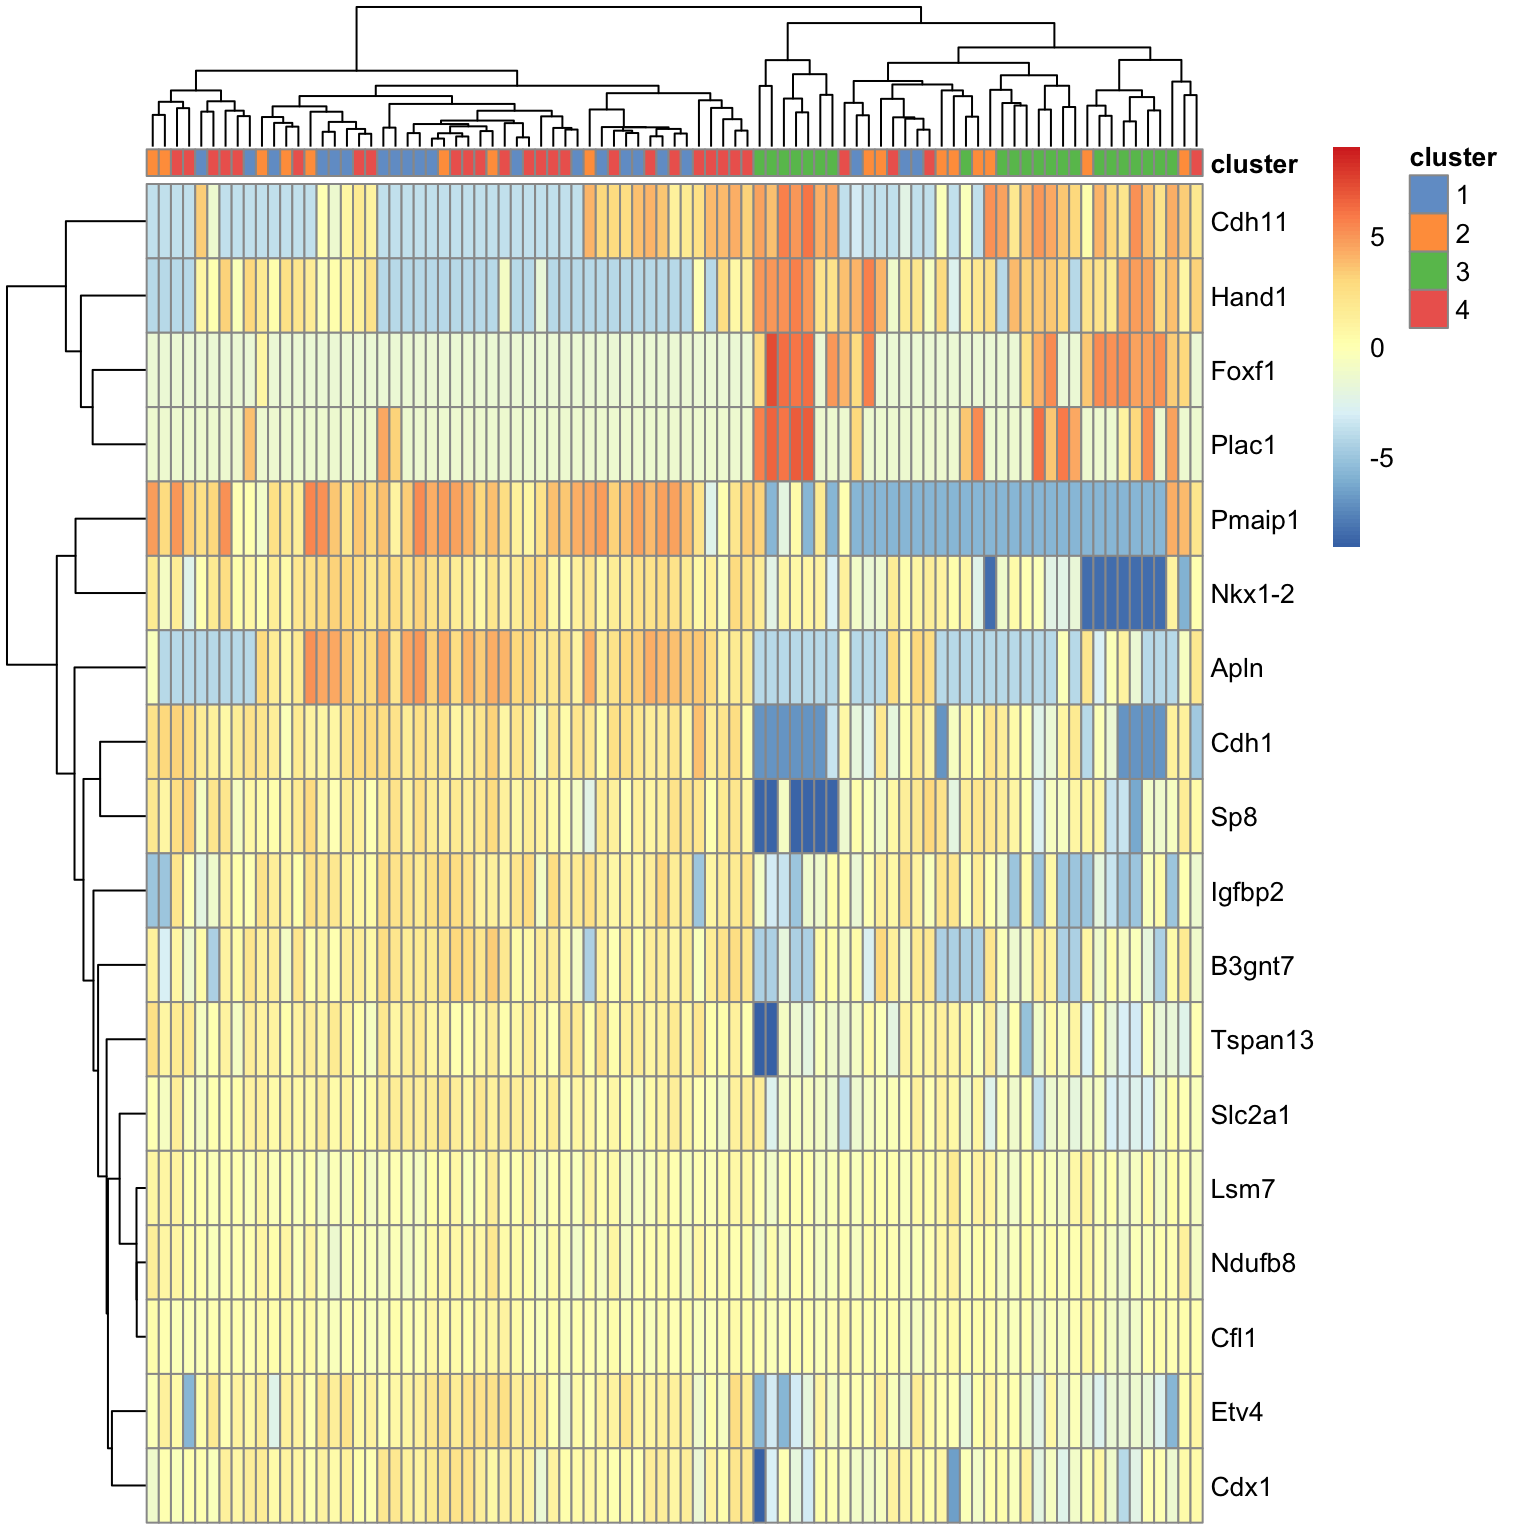 cluster
cluster
1
2
3
4
5
0
-5
Cdh11
Hand1
Foxf1
Plac1
Pmaip1
Nkx1-2
Apln
Cdh1
Sp8
Igfbp2
B3gnt7
Tspan13
Slc2a1
Lsm7
Ndufb8
Cfl1
Etv4
Cdx1